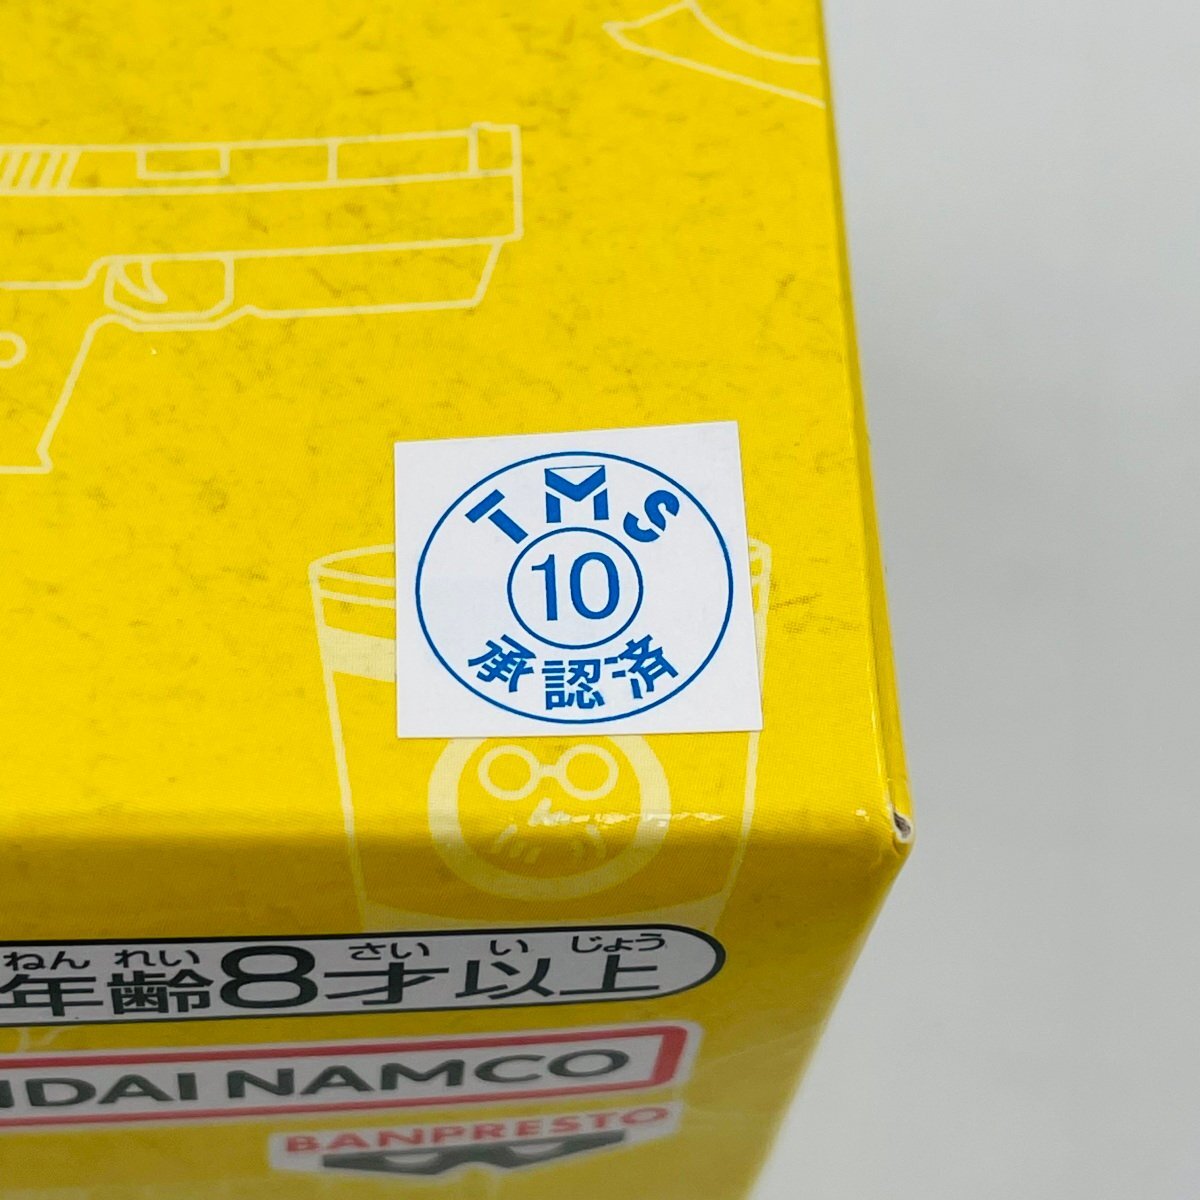 TMS
10
承認済
ねんれい さい い じょう
年齢8才以上
NDAI NAMCO
BANPRESTO